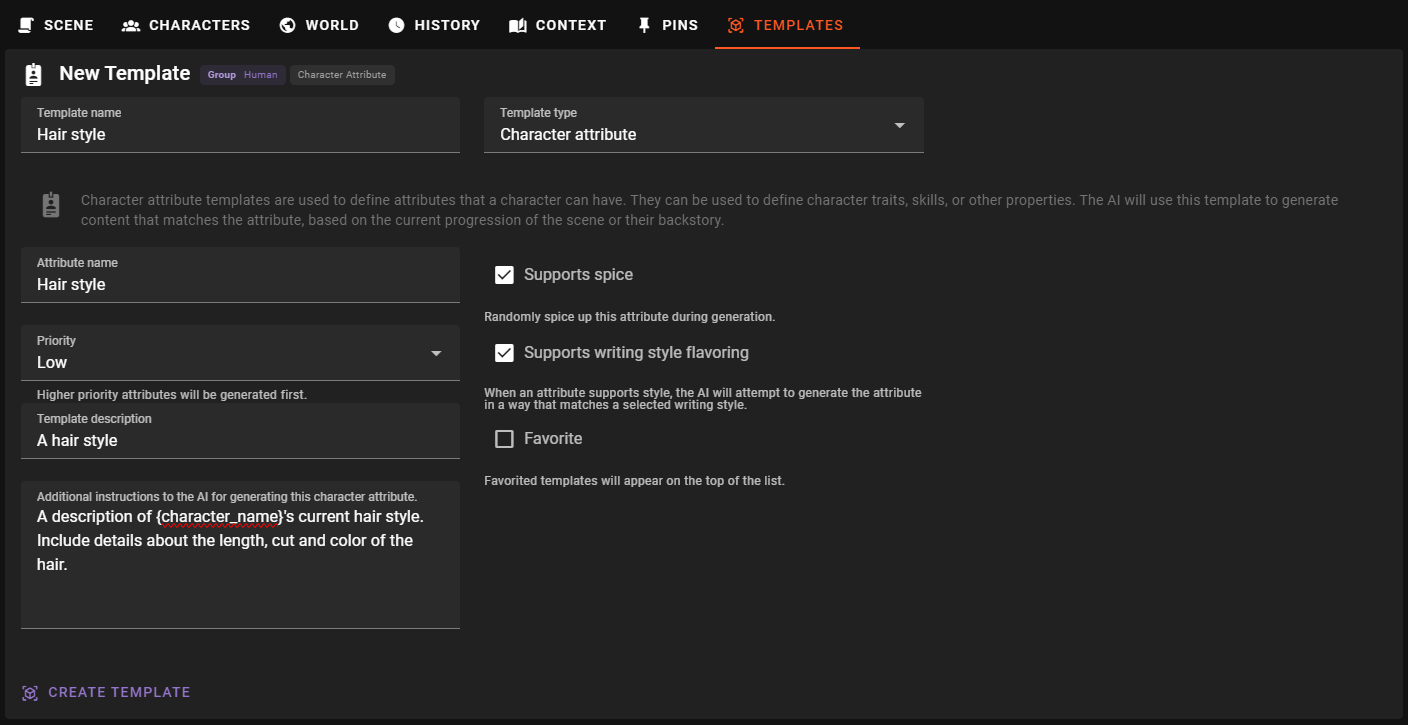 SCENE CHARACTERS WORLD HISTORY CONTEXT PINS TEMPLATES
New Template Group Human Character Attribute
Template name
Hair style
Template type
Character attribute
Character attribute templates are used to define attributes that a character can have. They can be used to define character traits, skills, or other properties. The AI will use this template to generate
content that matches the attribute, based on the current progression of the scene or their backstory.
Attribute name
Hair style
Priority
Low
Higher priority attributes will be generated first.
Template description
A hair style
Additional instructions to the AI for generating this character attribute.
A description of {character_name}'s current hair style.
Include details about the length, cut and color of the
hair.
Supports spice
Randomly spice up this attribute during generation.
Supports writing style flavoring
When an attribute supports style, the AI will attempt to generate the attribute
in a way that matches a selected writing style.
Favorite
Favorited templates will appear on the top of the list.
CREATE TEMPLATE